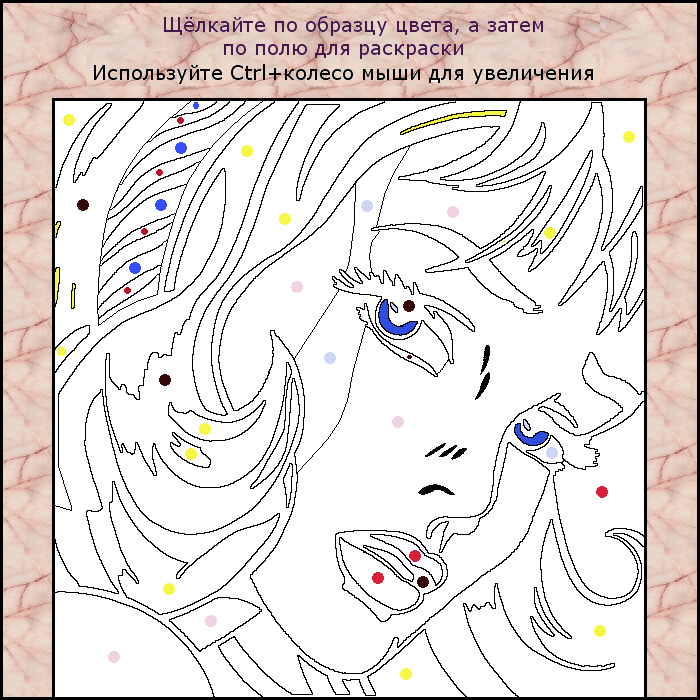 Щёлкайте по образцу цвета, а затем
по полю для раскраски
Используйте Ctrl+колесо мыши для увеличения